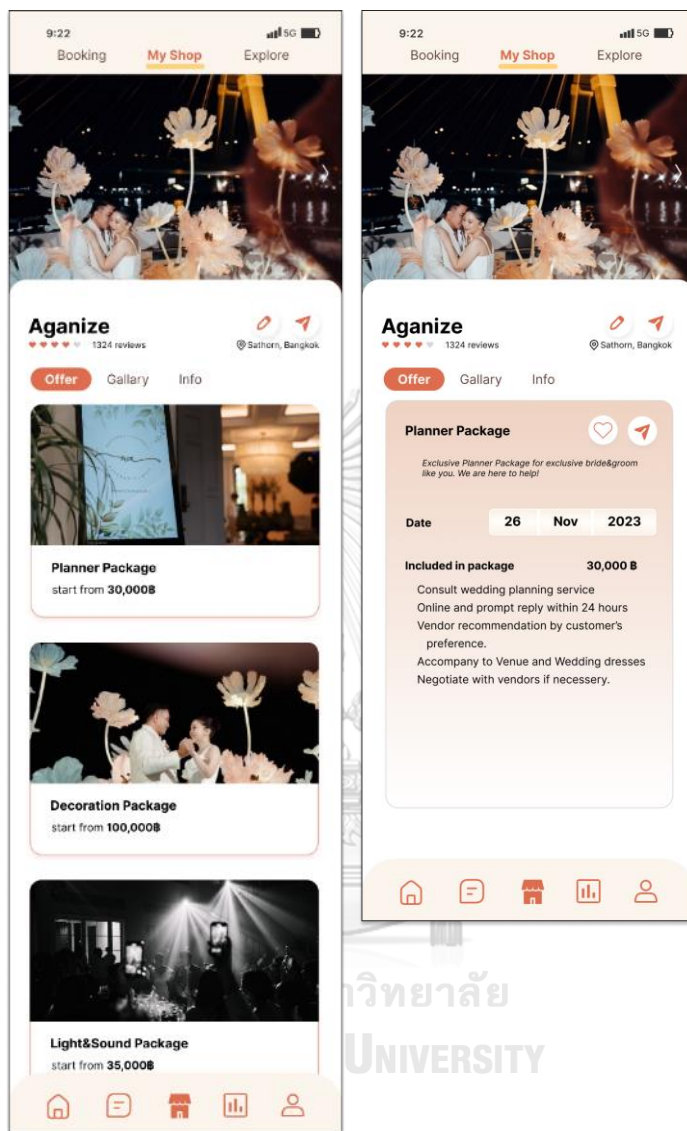 9:22
5G
Booking
My Shop
Explore
Aganize
1324 reviews
Sathorn, Bangkok
Offer
Gallary
Info
Planner Package
start from 30,000฿
Decoration Package
start from 100,000฿
Light&Sound Package
start from 35,000฿
9:22
5G
Booking
My Shop
Explore
Aganize
1324 reviews
Sathorn, Bangkok
Offer
Gallary
Info
Planner Package
Exclusive Planner Package for exclusive bride&groom
like you. We are here to help!
Date
26
Nov
2023
Included in package
30,000 ฿
Consult wedding planning service
Online and prompt reply within 24 hours
Vendor recommendation by customer's
preference.
Accompany to Venue and Wedding dresses
Negotiate with vendors if necessery.
วิทยาลัย
UNIVERSITY